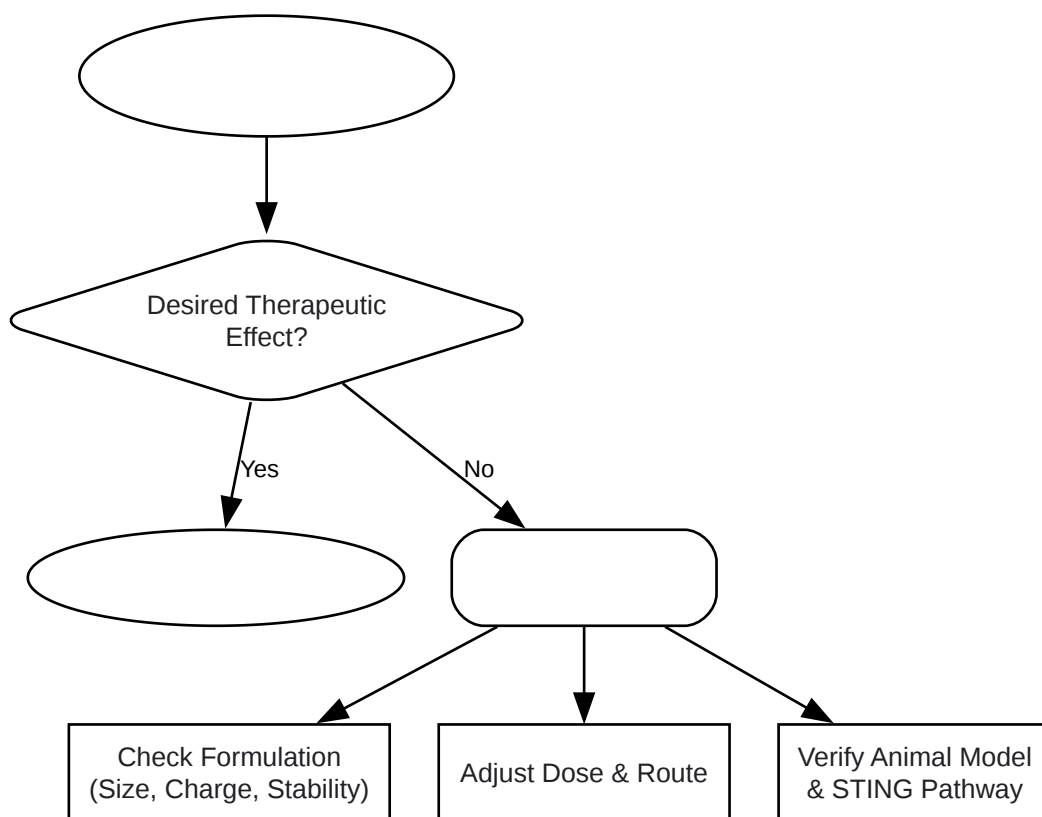 Desired Therapeutic
Effect?
Yes
No
Check Formulation
(Size, Charge, Stability)
Adjust Dose & Route
Verify Animal Model
& STING Pathway